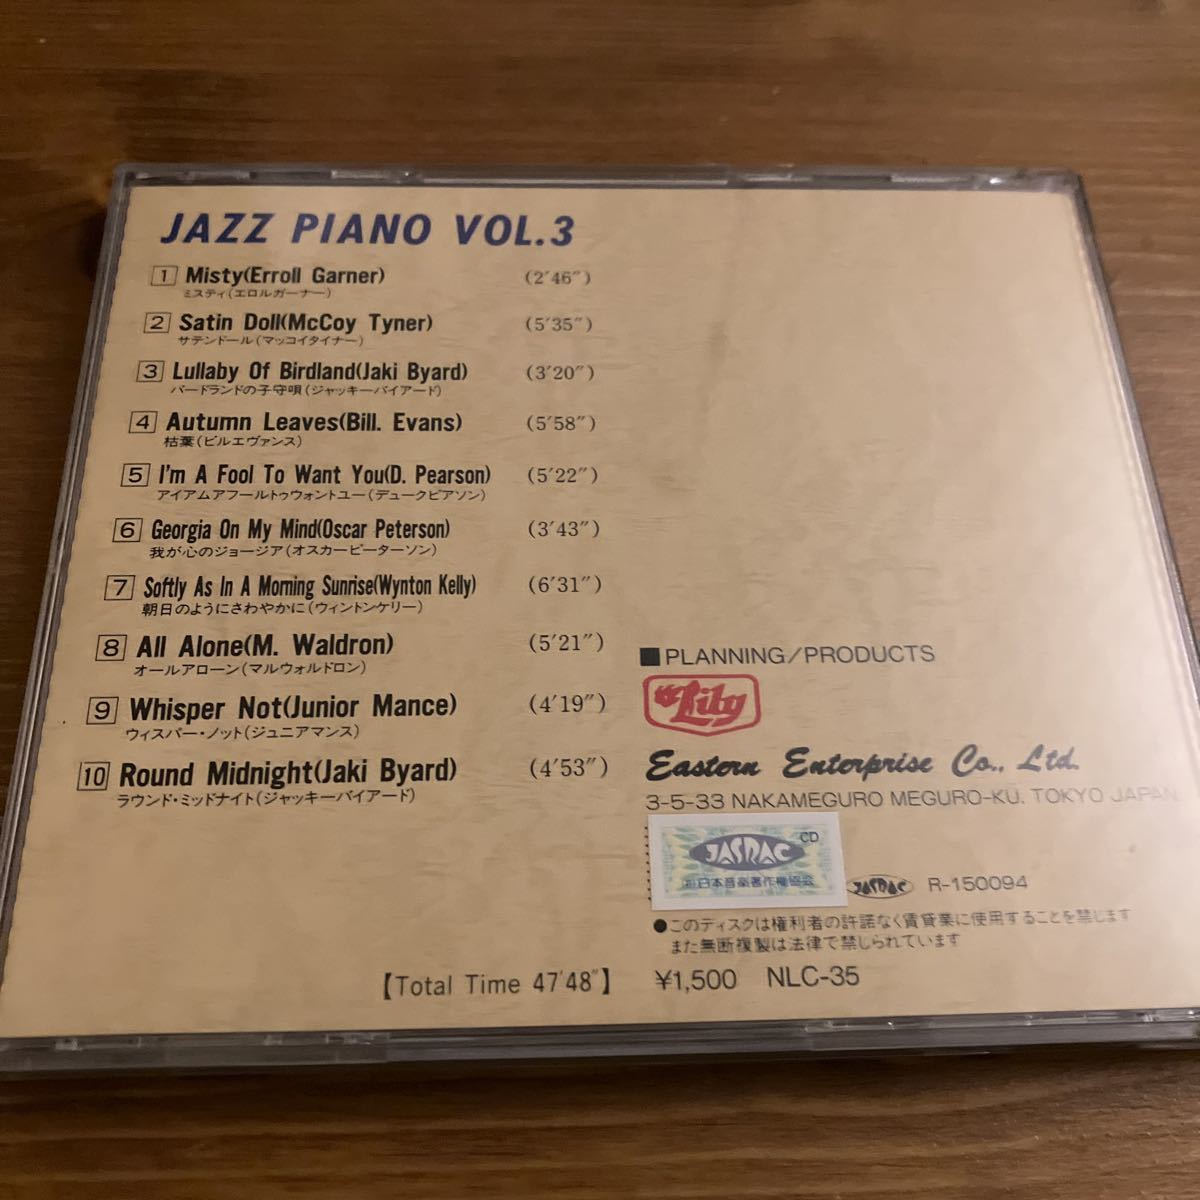 JAZZ PIANO VOL.3
1 Misty(Erroll Garner) (2′46″)
ミスティ(エロルガーナー)
2 Satin Doll(McCoy Tyner) (5′35″)
サテンドール(マッコイタイナー)
3 Lullaby Of Birdland(Jaki Byard) (3′20″)
バードランドの子守唄(ジャッキーバイアード)
4 Autumn Leaves(Bill. Evans) (5′58″)
枯葉(ビルエヴァンス)
5 I'm A Fool To Want You(D. Pearson) (5′22″)
アイアムアフールトゥウォントユー(デュークピアソン)
6 Georgia On My Mind(Oscar Peterson) (3′43″)
我が心のジョージア(オスカーピーターソン)
7 Softly As In A Morning Sunrise(Wynton Kelly) (6′31″)
朝日のようにさわやかに(ウィントンケリー)
8 All Alone(M. Waldron) (5′21″)
オールアローン(マルウォルドロン)
9 Whisper Not(Junior Mance) (4′19″)
ウィスパー・ノット(ジュニアマンス)
10 Round Midnight(Jaki Byard) (4′53″)
ラウンド・ミッドナイト(ジャッキーバイアード)
【Total Time 47′48″】
■PLANNING/PRODUCTS
Lily
Eastern Enterprise Co., Ltd.
3-5-33 NAKAMEGURO MEGURO-KU. TOKYO JAPAN
JASRAC CD
日本音楽著作権協会
JASRAC R-150094
●このディスクは権利者の許諾なく賃貸業に使用することを禁じます
また無断複製は法律で禁じられています
¥1,500 NLC-35